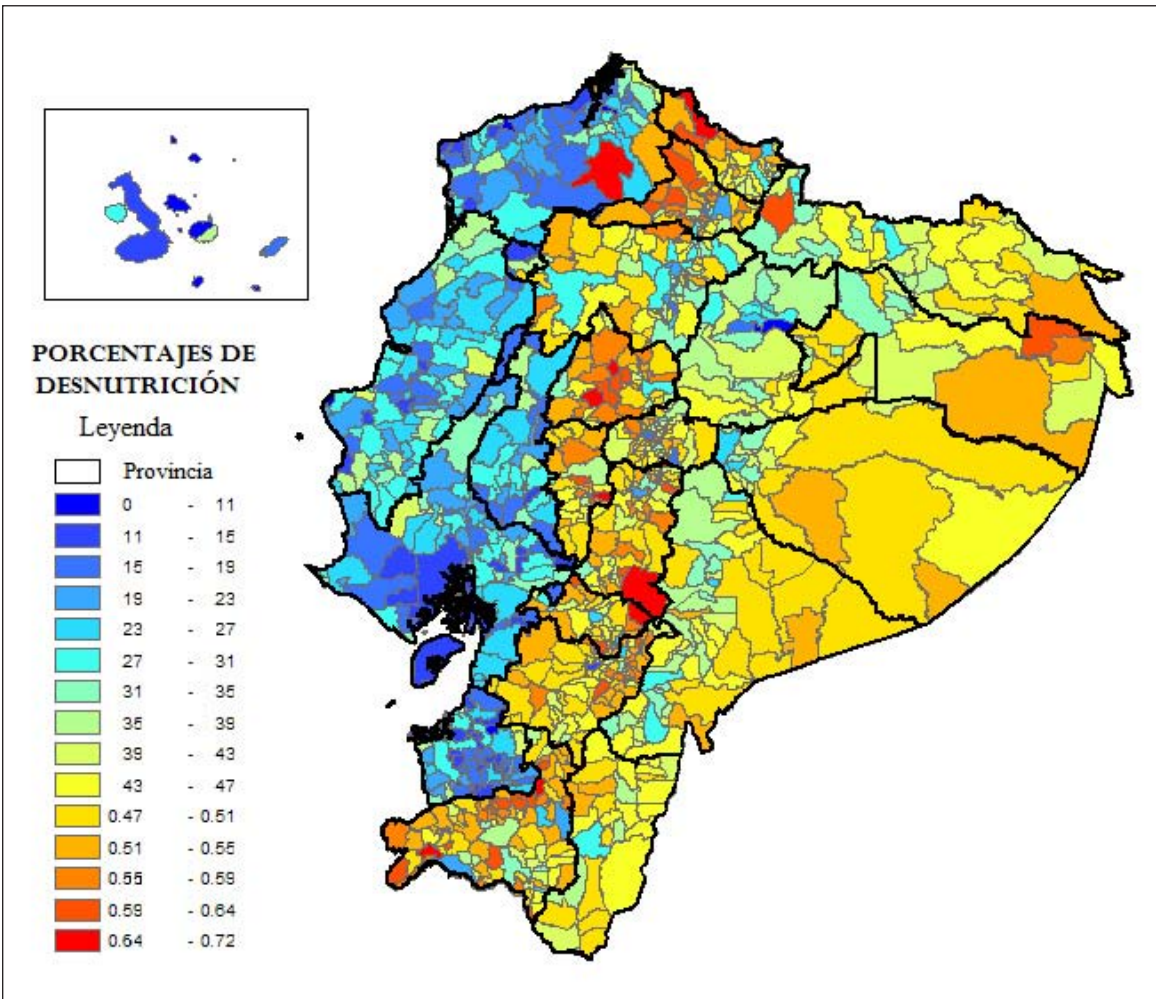 PORCENTAJES DE
DESNUTRICIÓN
Leyenda
Provincia
0 - 11
11 - 15
15 - 19
19 - 23
23 - 27
27 - 31
31 - 35
35 - 39
39 - 43
43 - 47
0.47 - 0.51
0.51 - 0.55
0.55 - 0.59
0.59 - 0.64
0.64 - 0.72